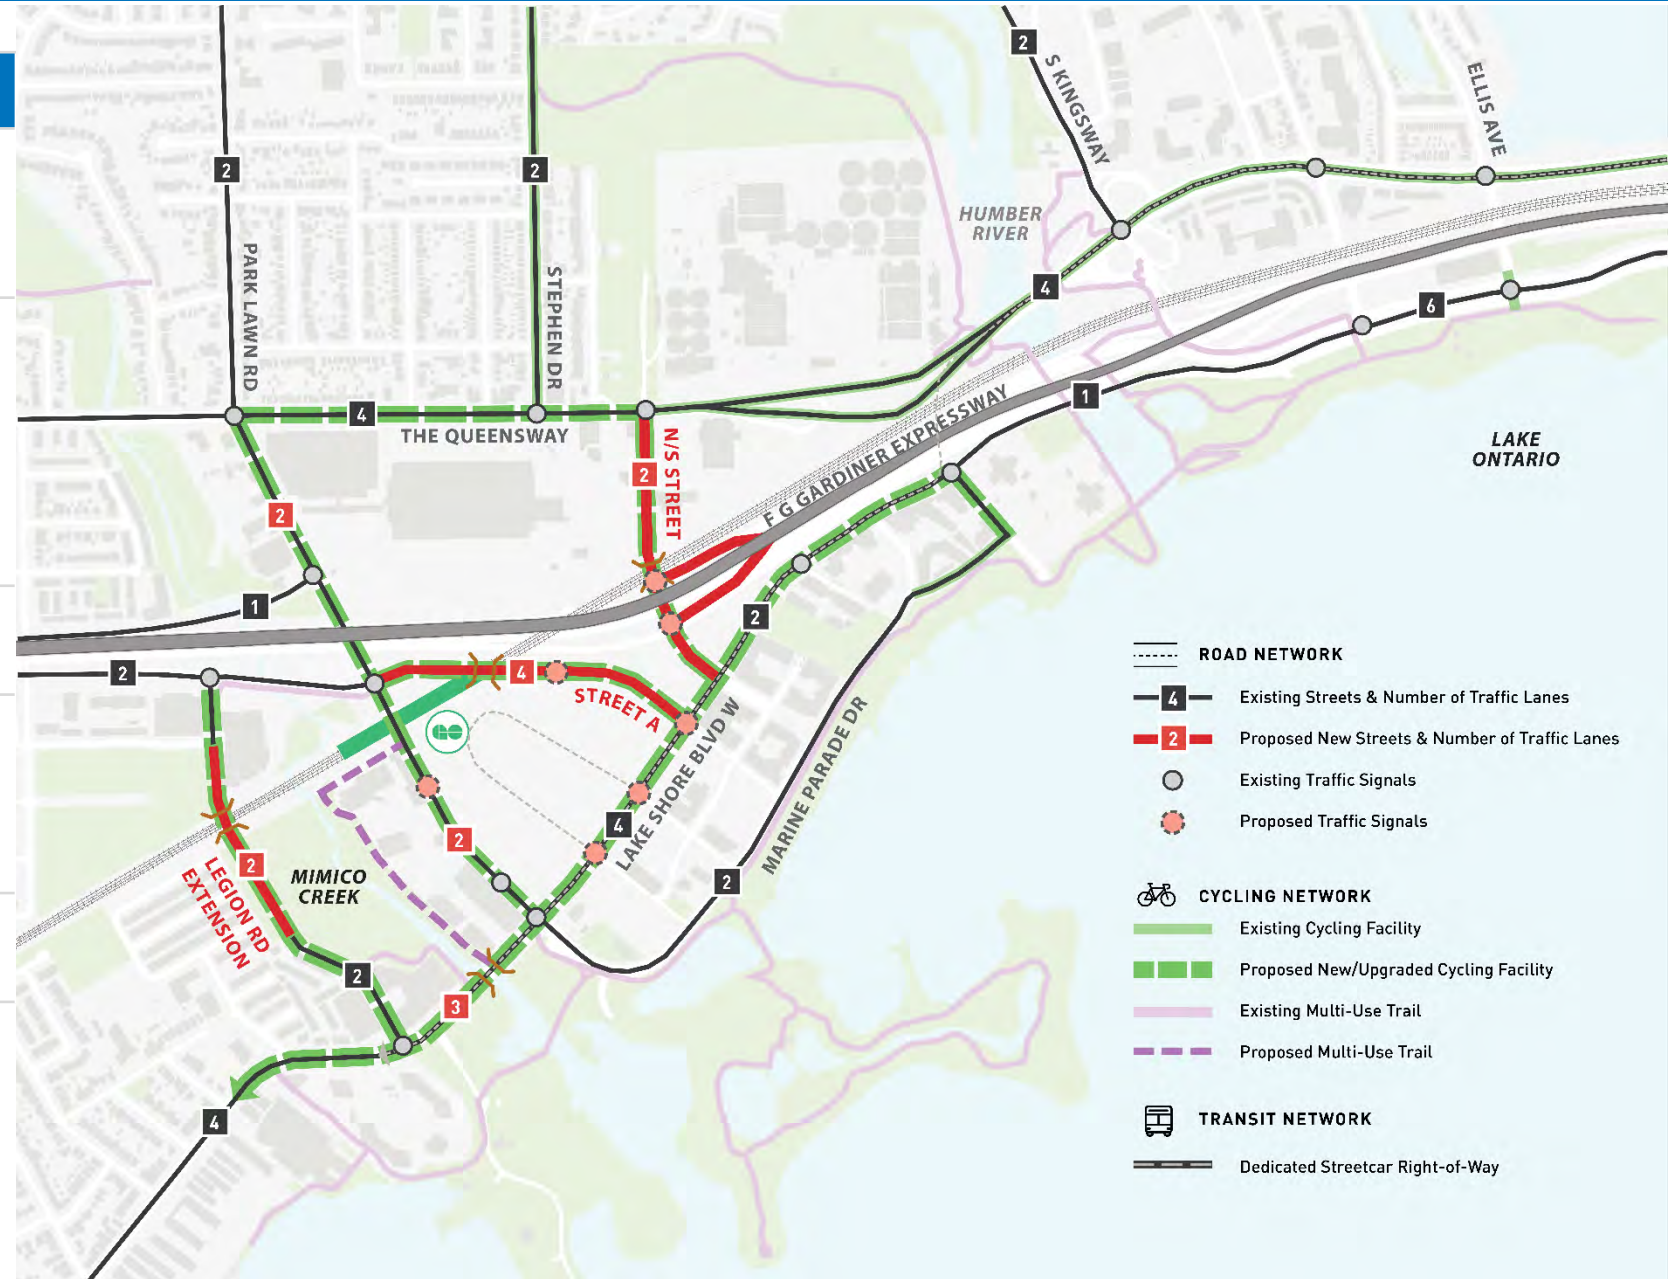 2
S KINGSWAY
ELLIS AVE
2
2
HUMBER
RIVER
PARK LAWN RD
STEPHEN DR
4
6
1
4
THE QUEENSWAY
N/S STREET
2
F G GARDINER EXPRESSWAY
LAKE
ONTARIO
2
1
2
2
4
STREET A
LAKE SHORE BLVD W
MARINE PARADE DR
4
2
2
2
LEGION RD
EXTENSION
MIMICO
CREEK
2
3
4
ROAD NETWORK
4 Existing Streets & Number of Traffic Lanes
2 Proposed New Streets & Number of Traffic Lanes
Existing Traffic Signals
Proposed Traffic Signals
CYCLING NETWORK
Existing Cycling Facility
Proposed New/Upgraded Cycling Facility
Existing Multi-Use Trail
Proposed Multi-Use Trail
TRANSIT NETWORK
Dedicated Streetcar Right-of-Way